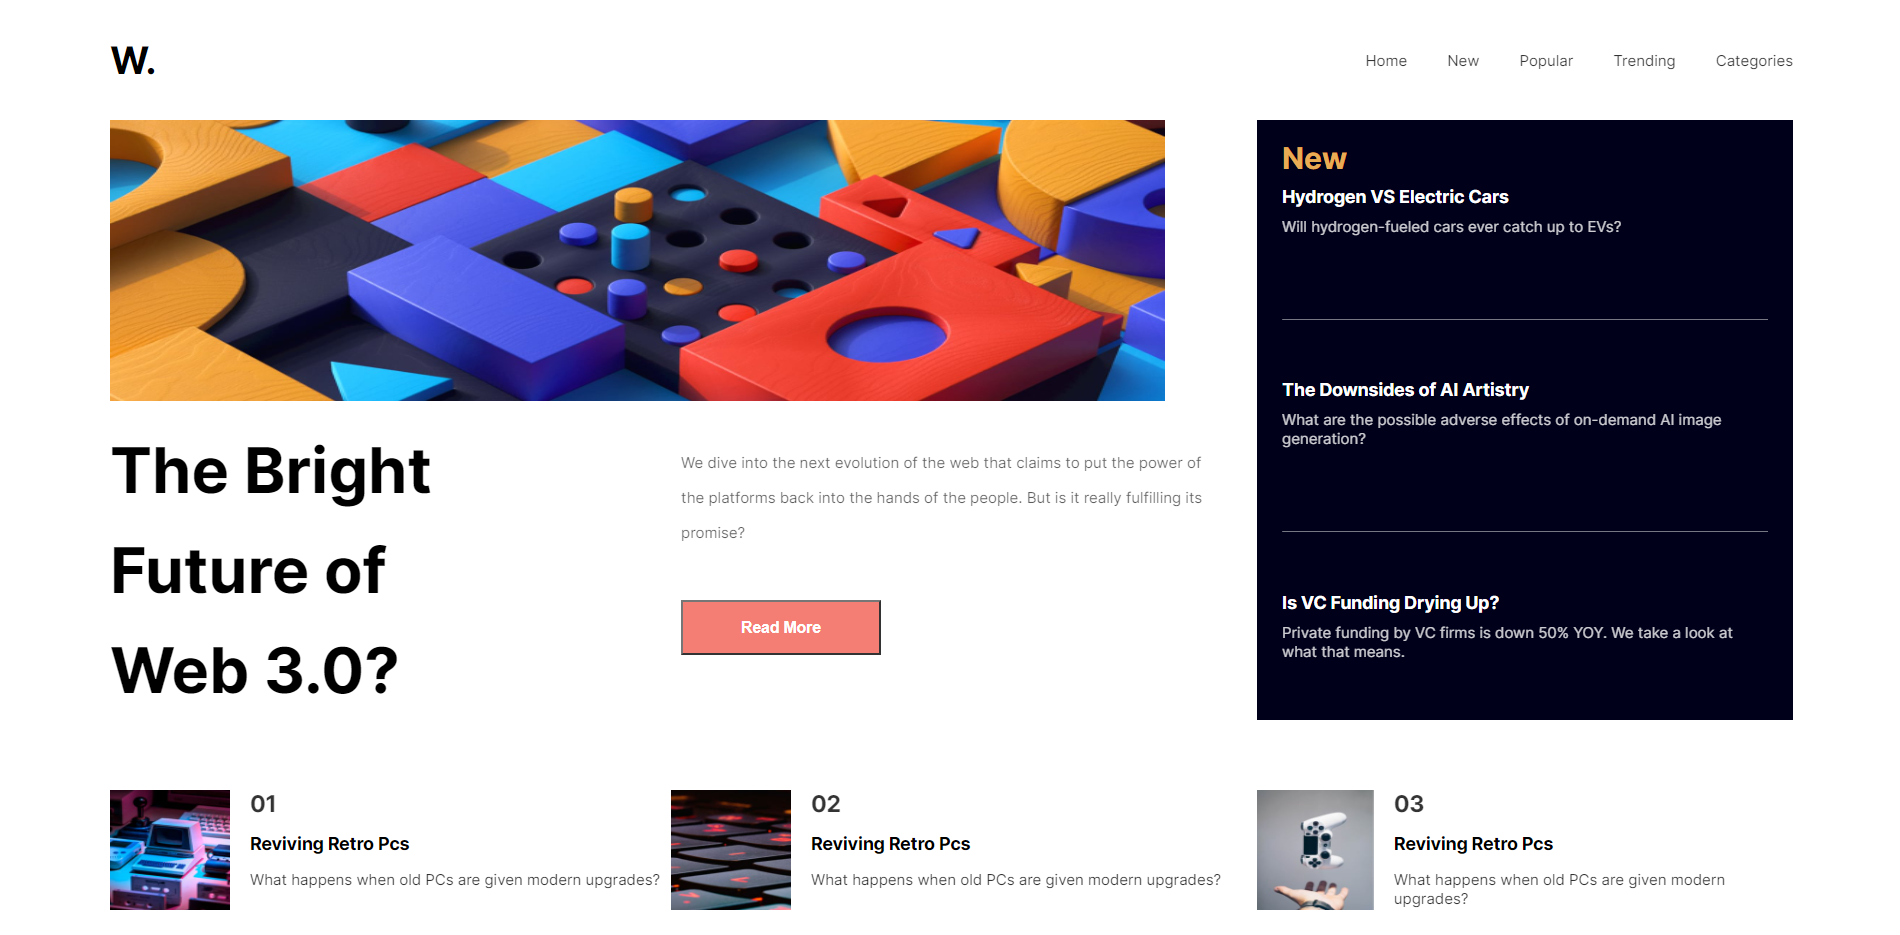 W.
Home
New
Popular
Trending
Categories
New
Hydrogen VS Electric Cars
Will hydrogen-fueled cars ever catch up to EVs?
The Downsides of AI Artistry
What are the possible adverse effects of on-demand AI image
generation?
Is VC Funding Drying Up?
Private funding by VC firms is down 50% YOY. We take a look at
what that means.
The Bright
Future of
Web 3.0?
We dive into the next evolution of the web that claims to put the power of
the platforms back into the hands of the people. But is it really fulfilling its
promise?
Read More
01
Reviving Retro Pcs
What happens when old PCs are given modern upgrades?
02
Reviving Retro Pcs
What happens when old PCs are given modern upgrades?
03
Reviving Retro Pcs
What happens when old PCs are given modern
upgrades?